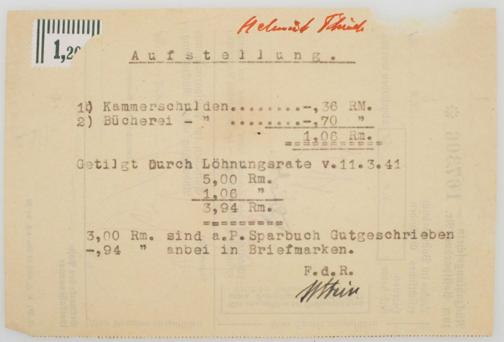 Helmut
1,20
Aufstellung.
1) Kammerschulden........-,36 RM.
2) Bücherei - " ........-,70 "
1,06 RM.
Getilgt Durch Löhnungsrate v.11.3.41
5,00 Rm.
1,06 "
3,94 Rm.
3,00 Rm. sind a.P.Sparbuch Gutgeschrieben
-,94 " anbei in Briefmarken.
F.d.R.
167306